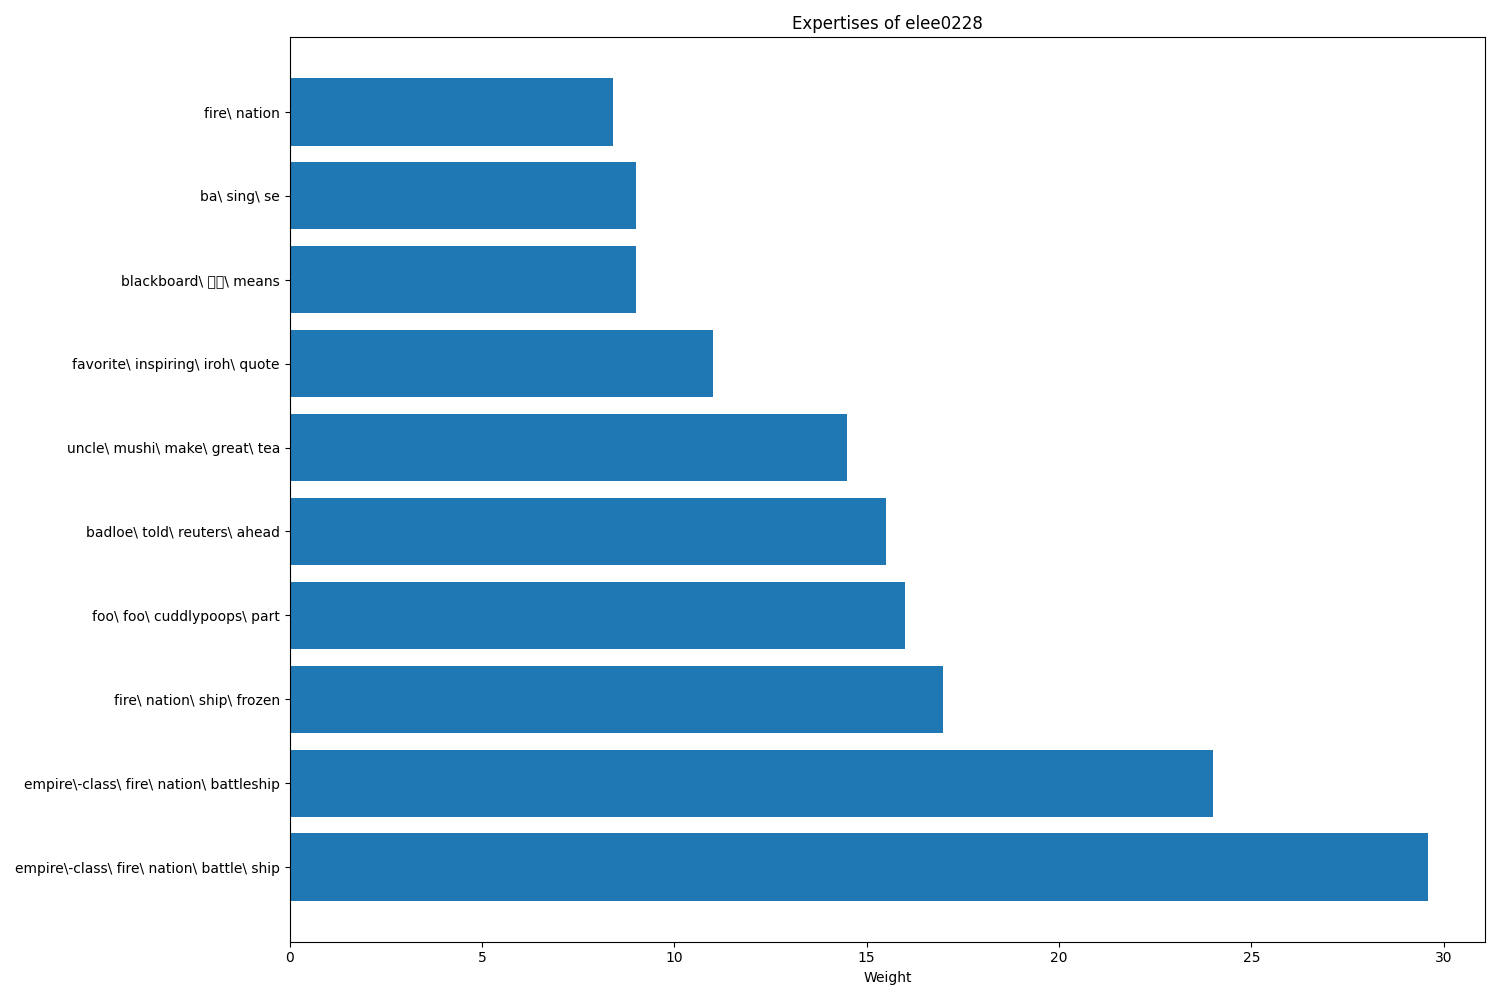 Expertises of elee0228
fire\ nation
ba\ sing\ se
blackboard\ \ means
favorite\ inspiring\ iroh\ quote
uncle\ mushi\ make\ great\ tea
badloe\ told\ reuters\ ahead
foo\ foo\ cuddlypoops\ part
fire\ nation\ ship\ frozen
empire\-class\ fire\ nation\ battleship
empire\-class\ fire\ nation\ battle\ ship
0 5 10 15 20 25 30
Weight